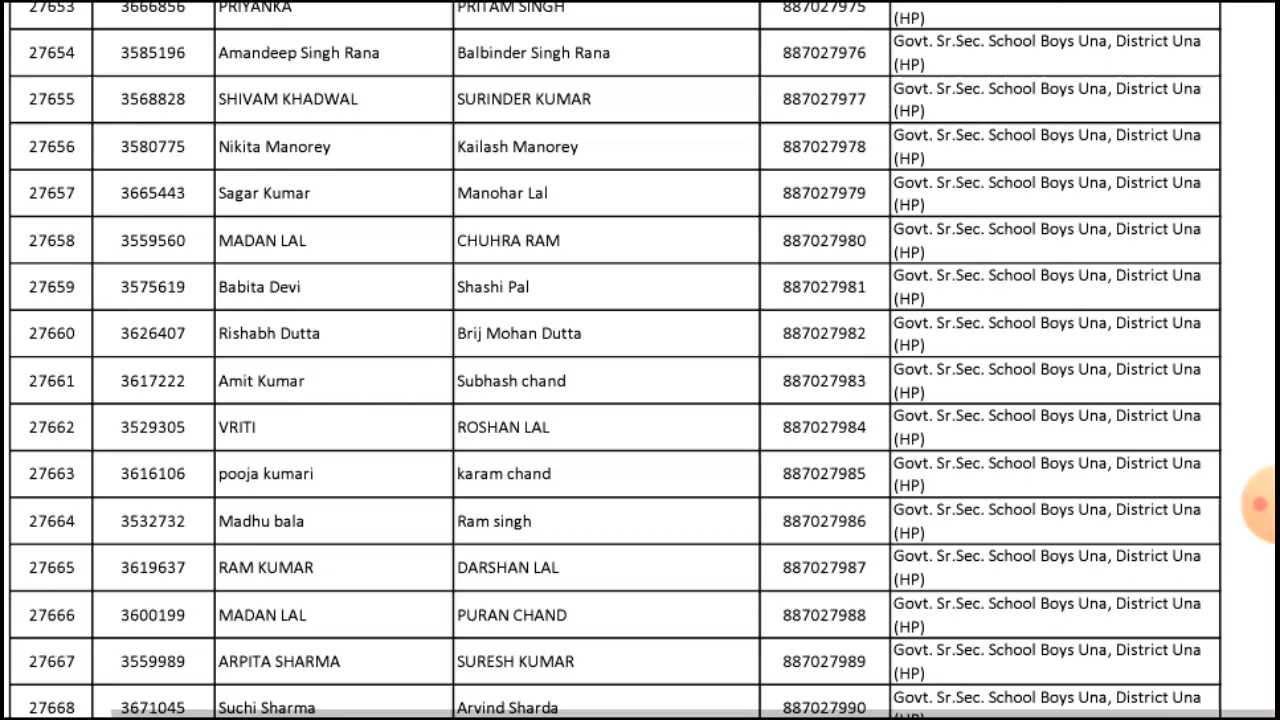 27653 3666856 PRIYANKA PRITAM SINGH 887027975 (HP)
27654 3585196 Amandeep Singh Rana Balbinder Singh Rana 887027976 Govt. Sr.Sec. School Boys Una, District Una
(HP)
27655 3568828 SHIVAM KHADWAL SURINDER KUMAR 887027977 Govt. Sr.Sec. School Boys Una, District Una
(HP)
27656 3580775 Nikita Manorey Kailash Manorey 887027978 Govt. Sr.Sec. School Boys Una, District Una
(HP)
27657 3665443 Sagar Kumar Manohar Lal 887027979 Govt. Sr.Sec. School Boys Una, District Una
(HP)
27658 3559560 MADAN LAL CHUHRA RAM 887027980 Govt. Sr.Sec. School Boys Una, District Una
(HP)
27659 3575619 Babita Devi Shashi Pal 887027981 Govt. Sr.Sec. School Boys Una, District Una
(HP)
27660 3626407 Rishabh Dutta Brij Mohan Dutta 887027982 Govt. Sr.Sec. School Boys Una, District Una
(HP)
27661 3617222 Amit Kumar Subhash chand 887027983 Govt. Sr.Sec. School Boys Una, District Una
(HP)
27662 3529305 VRITI ROSHAN LAL 887027984 Govt. Sr.Sec. School Boys Una, District Una
(HP)
27663 3616106 pooja kumari karam chand 887027985 Govt. Sr.Sec. School Boys Una, District Una
(HP)
27664 3532732 Madhu bala Ram singh 887027986 Govt. Sr.Sec. School Boys Una, District Una
(HP)
27665 3619637 RAM KUMAR DARSHAN LAL 887027987 Govt. Sr.Sec. School Boys Una, District Una
(HP)
27666 3600199 MADAN LAL PURAN CHAND 887027988 Govt. Sr.Sec. School Boys Una, District Una
(HP)
27667 3559989 ARPITA SHARMA SURESH KUMAR 887027989 Govt. Sr.Sec. School Boys Una, District Una
(HP)
27668 3671045 Suchi Sharma Arvind Sharda 887027990 Govt. Sr.Sec. School Boys Una, District Una